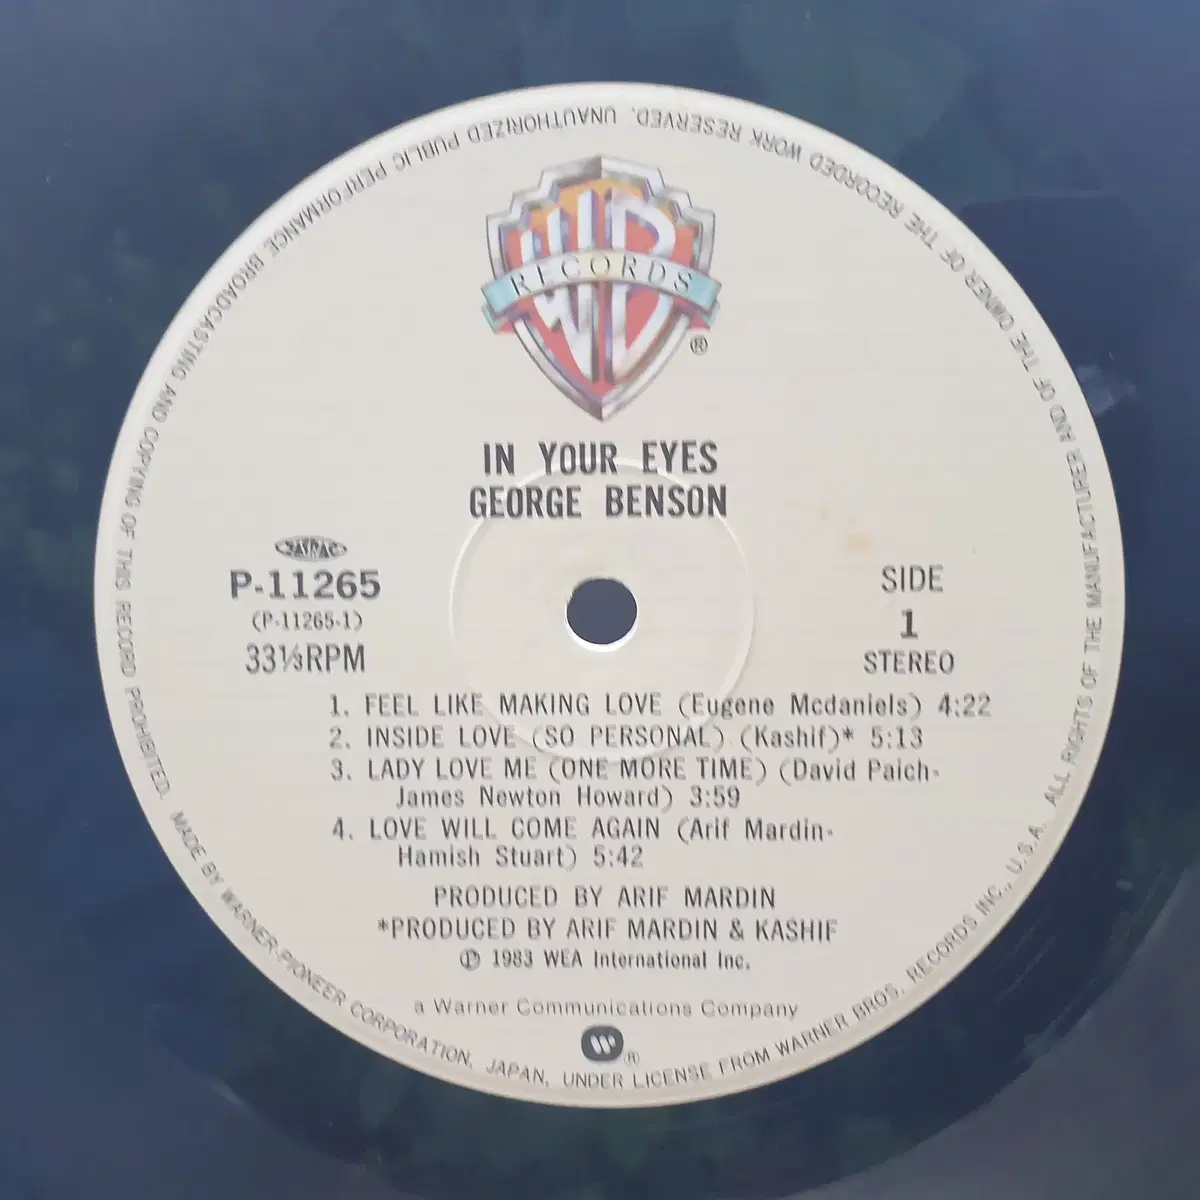 WB
RECORDS
®
IN YOUR EYES
GEORGE BENSON
P-11265
(P-11265-1)
33⅓RPM
SIDE
1
STEREO
1. FEEL LIKE MAKING LOVE (Eugene Mcdaniels) 4:22
2. INSIDE LOVE (SO PERSONAL) (Kashif)* 5:13
3. LADY LOVE ME (ONE MORE TIME) (David Paich-
James Newton Howard) 3:59
4. LOVE WILL COME AGAIN (Arif Mardin-
Hamish Stuart) 5:42
PRODUCED BY ARIF MARDIN
*PRODUCED BY ARIF MARDIN & KASHIF
Ⓟ 1983 WEA International Inc.
a Warner Communications Company
W®
MADE BY WARNER-PIONEER CORPORATION, JAPAN, UNDER LICENSE FROM WARNER BROS. RECORDS INC., U.S.A. ALL RIGHTS OF THE MANUFACTURER AND OF THE OWNER OF THE RECORDED WORK RESERVED. UNAUTHORIZED PUBLIC PERFORMANCE BROADCASTING AND COPYING OF THIS RECORD PROHIBITED.